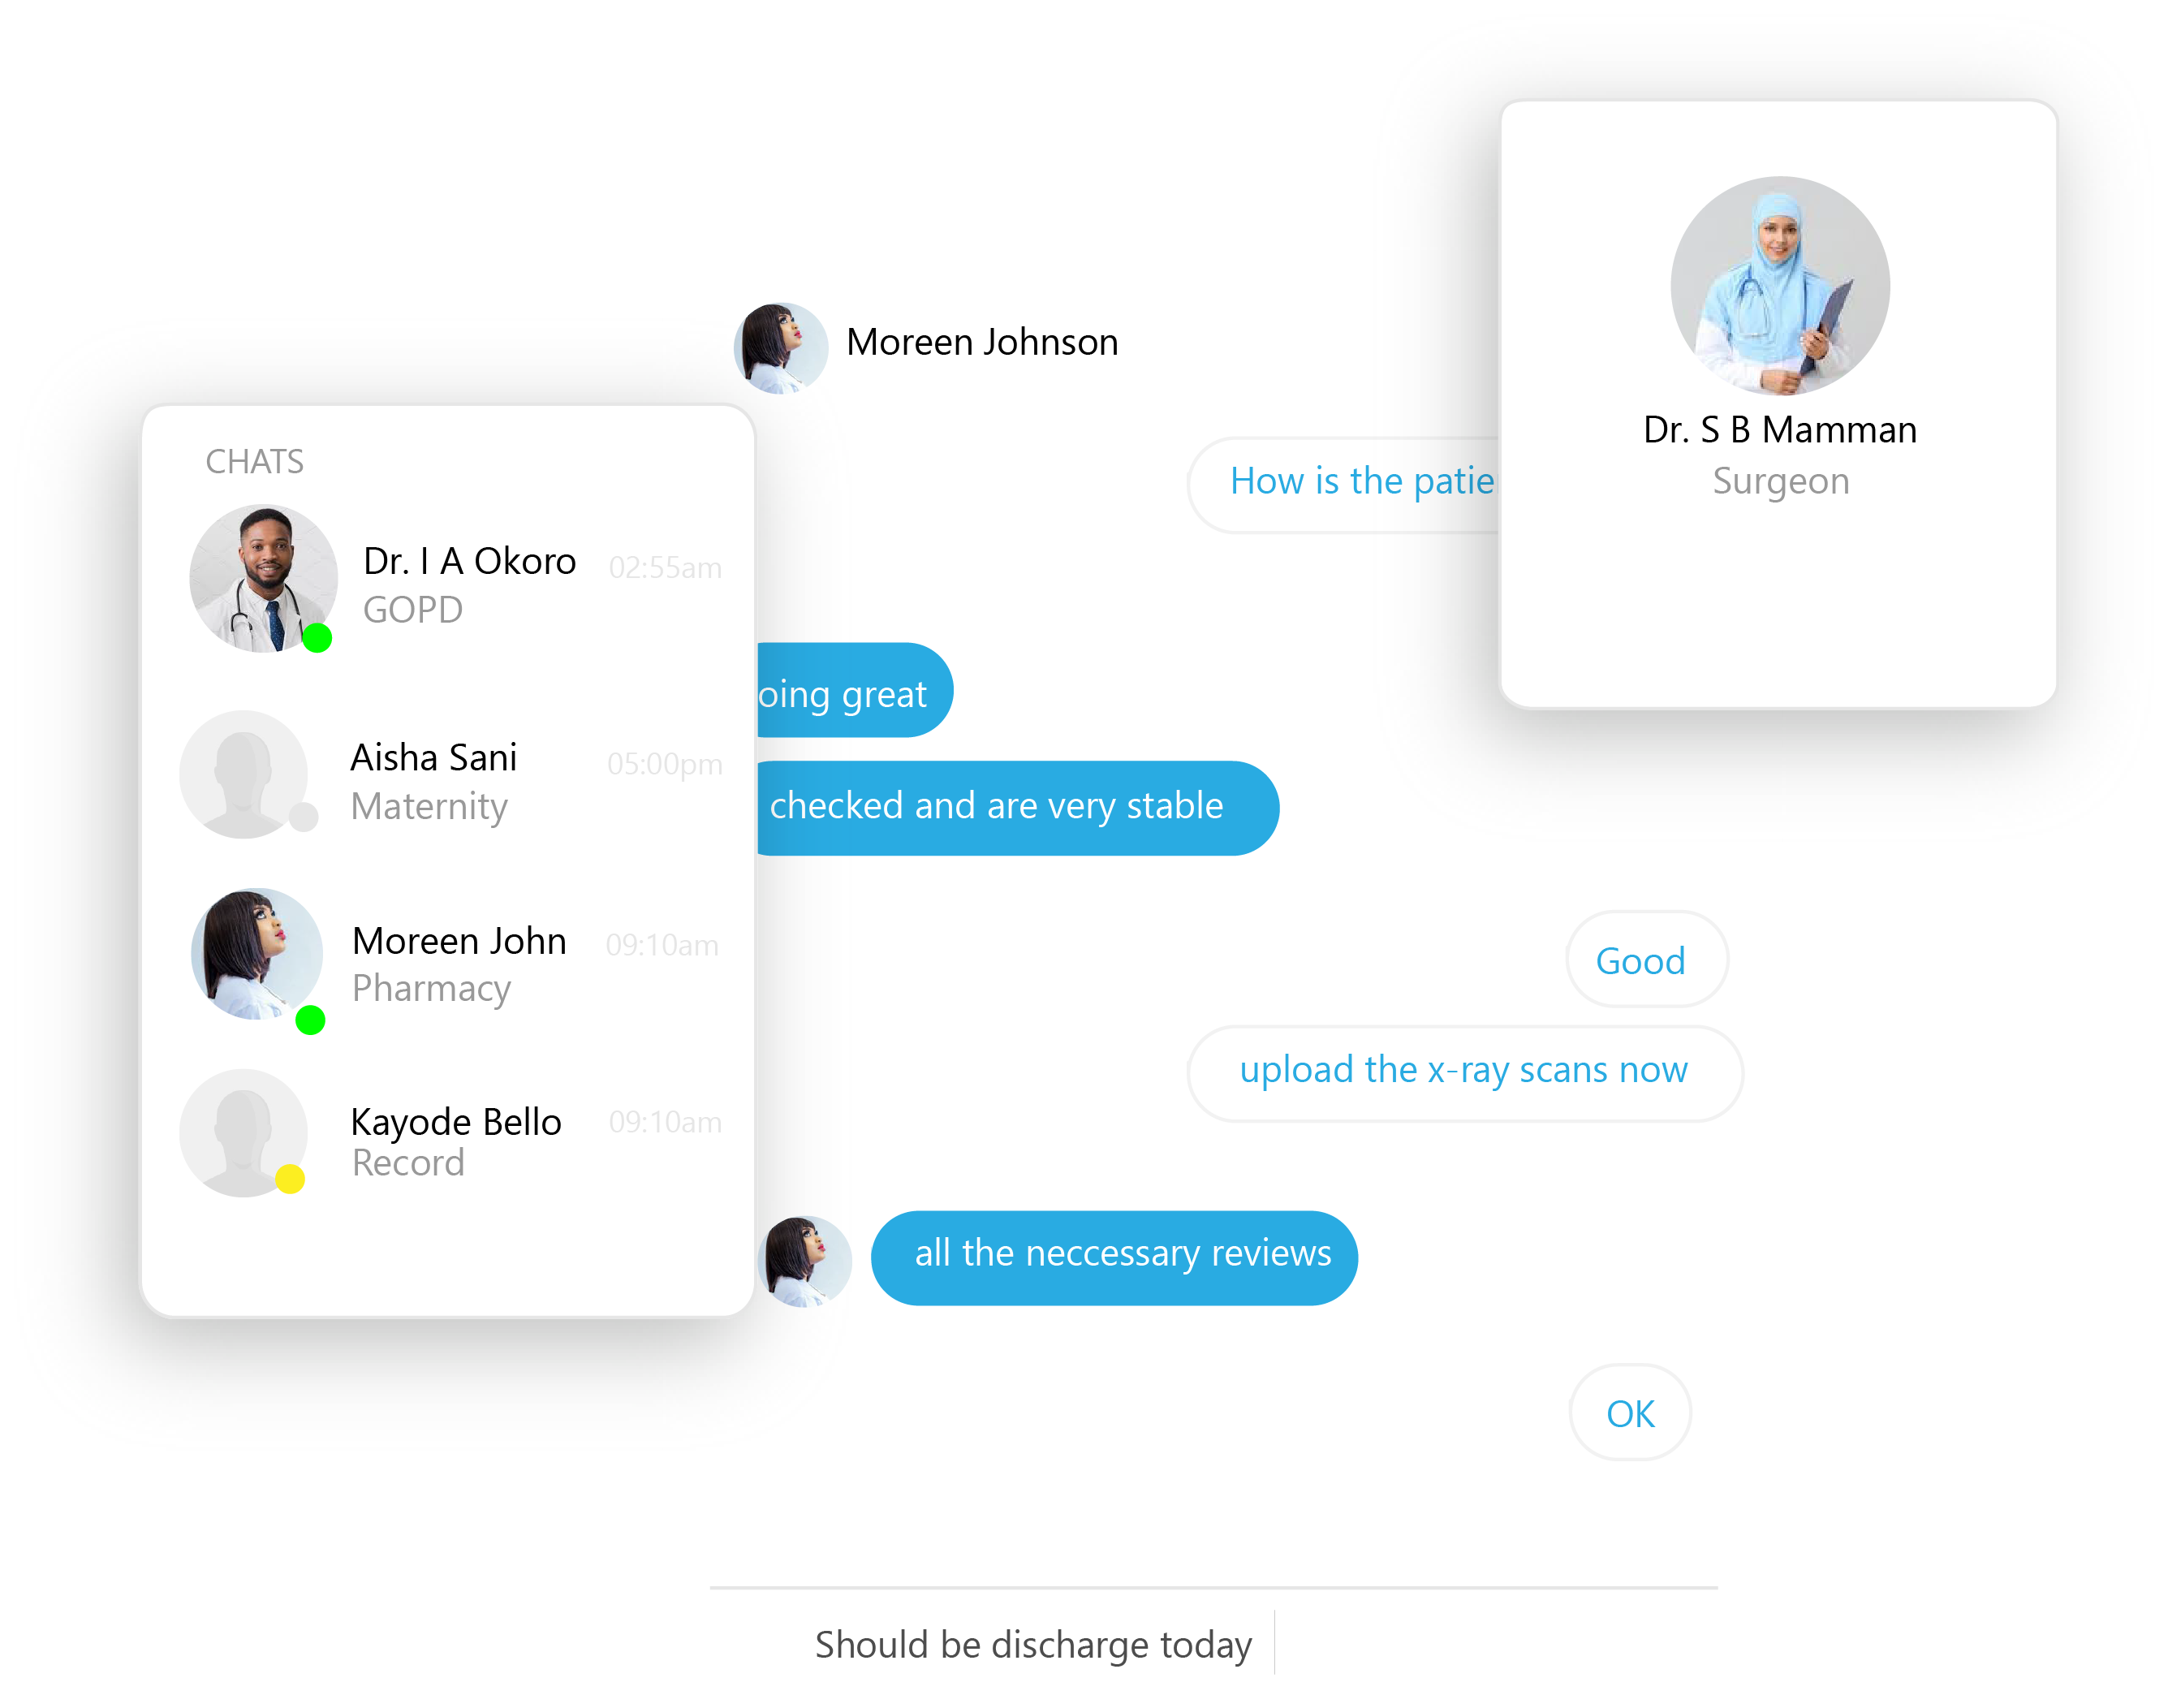 Moreen Johnson
Dr. S B Mamman
Surgeon
CHATS
Dr. I A Okoro
02:55am
GOPD
Aisha Sani
05:00pm
Maternity
Moreen John
09:10am
Pharmacy
Kayode Bello
09:10am
Record
How is the
oing great
checked and are very stable
Good
upload the x-ray scans now
all the neccessary reviews
OK
Should be discharge today